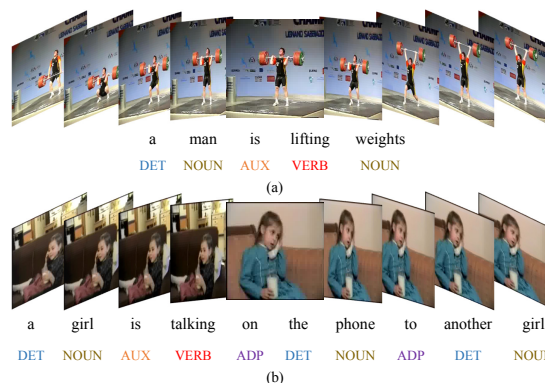 a man is lifting weights
DET NOUN AUX VERB NOUN
(a)
a girl is talking on the phone to another girl
DET NOUN AUX VERB ADP DET NOUN ADP DET NOUN
(b)